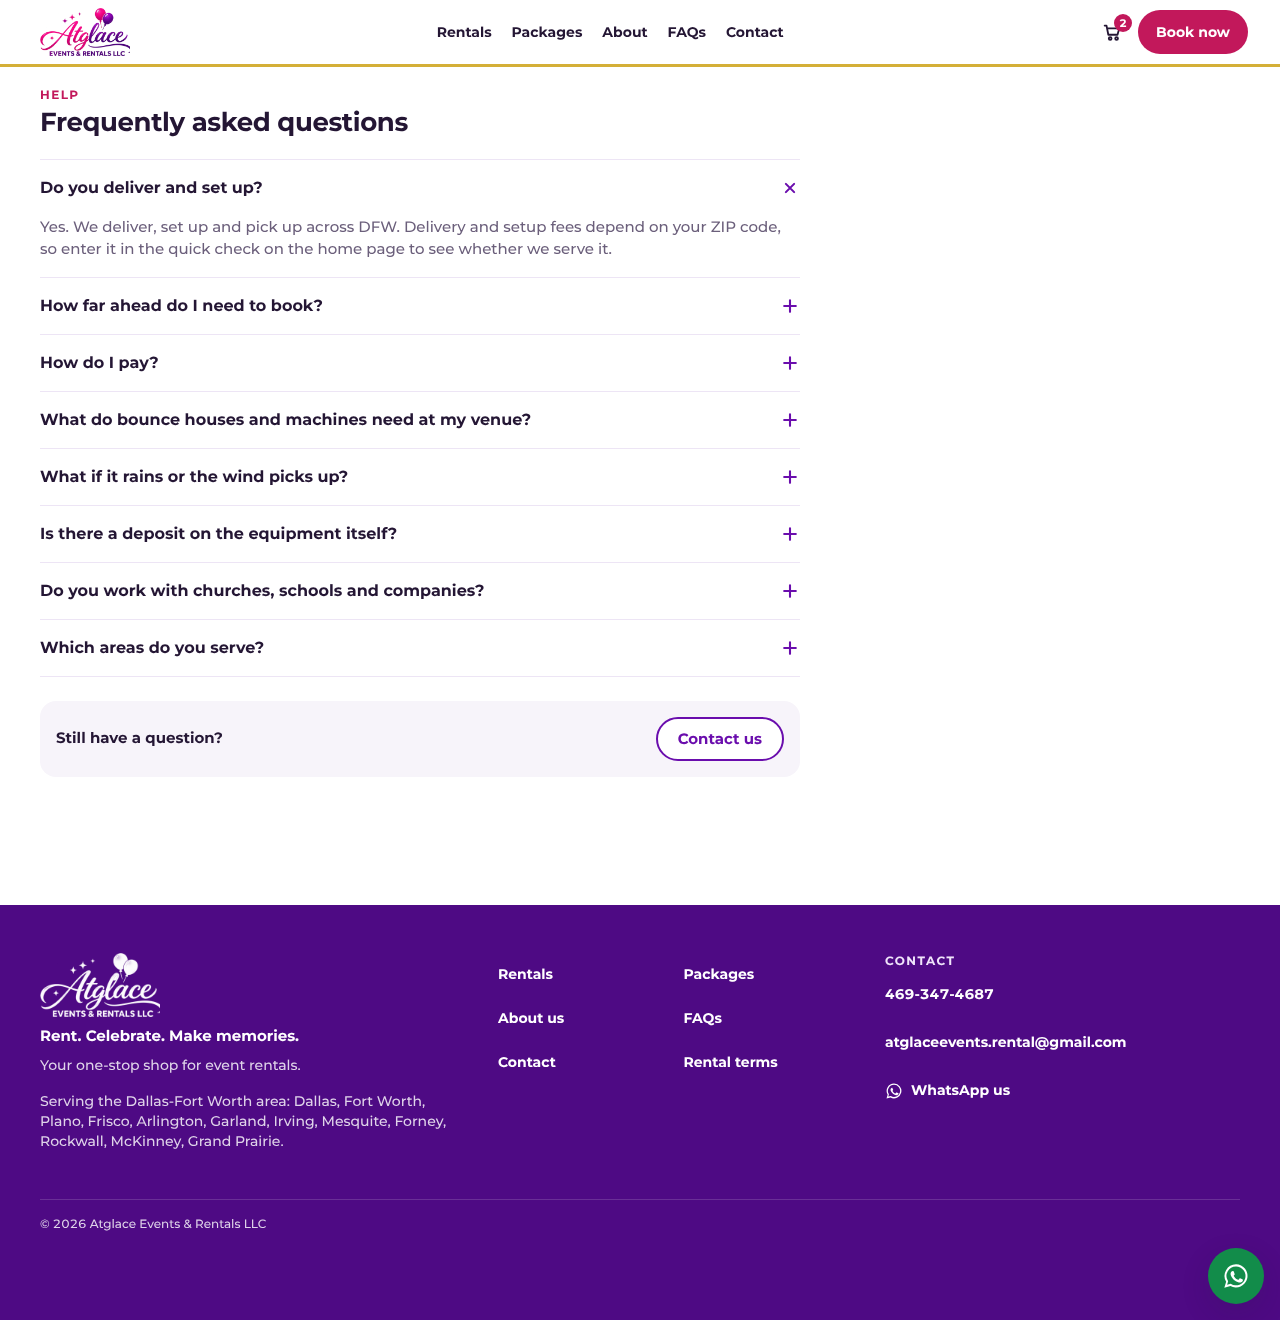 Atglace
EVENTS & RENTALS LLC
Rentals
Packages
About
FAQs
Contact
2
Book now
HELP
Frequently asked questions
Do you deliver and set up?
Yes. We deliver, set up and pick up across DFW. Delivery and setup fees depend on your ZIP code,
so enter it in the quick check on the home page to see whether we serve it.
How far ahead do I need to book?
How do I pay?
What do bounce houses and machines need at my venue?
What if it rains or the wind picks up?
Is there a deposit on the equipment itself?
Do you work with churches, schools and companies?
Which areas do you serve?
Still have a question?
Contact us
Atglace
EVENTS & RENTALS LLC
Rent. Celebrate. Make memories.
Your one-stop shop for event rentals.
Serving the Dallas-Fort Worth area: Dallas, Fort Worth,
Plano, Frisco, Arlington, Garland, Irving, Mesquite, Forney,
Rockwall, McKinney, Grand Prairie.
Rentals
Packages
About us
FAQs
Contact
Rental terms
CONTACT
469-347-4687
atglaceevents.rental@gmail.com
WhatsApp us
© 2026 Atglace Events & Rentals LLC